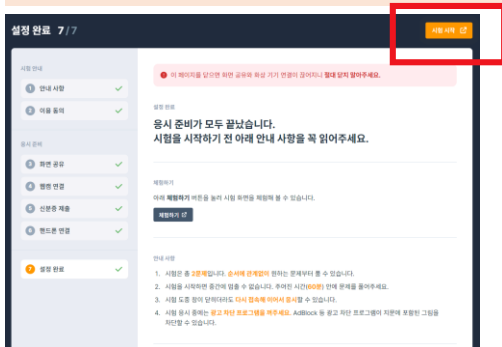 설정 완료 7/7
시험 시작
시험 안내
1 안내 사항
2 이용 동의
응시 준비
3 화면 공유
4 웹캠 연결
5 신분증 제출
6 핸드폰 연결
7 설정 완료
이 페이지를 닫으면 화면 공유와 화상 기기 연결이 끊어지니 절대 닫지 말아주세요.
설정 완료
응시 준비가 모두 끝났습니다.
시험을 시작하기 전 아래 안내 사항을 꼭 읽어주세요.
체험하기
아래 체험하기 버튼을 눌러 시험 화면을 체험해 볼 수 있습니다.
체험하기
안내 사항
1. 시험은 총 2문제입니다. 순서에 관계없이 원하는 문제부터 풀 수 있습니다.
2. 시험을 시작하면 중간에 멈출 수 없습니다. 주어진 시간(60분) 안에 문제를 풀어주세요.
3. 시험 도중 창이 닫히더라도 다시 접속해 이어서 응시할 수 있습니다.
4. 시험 응시 중에는 광고 차단 프로그램을 꺼주세요. AdBlock 등 광고 차단 프로그램이 지문에 포함된 그림을
차단할 수 있습니다.